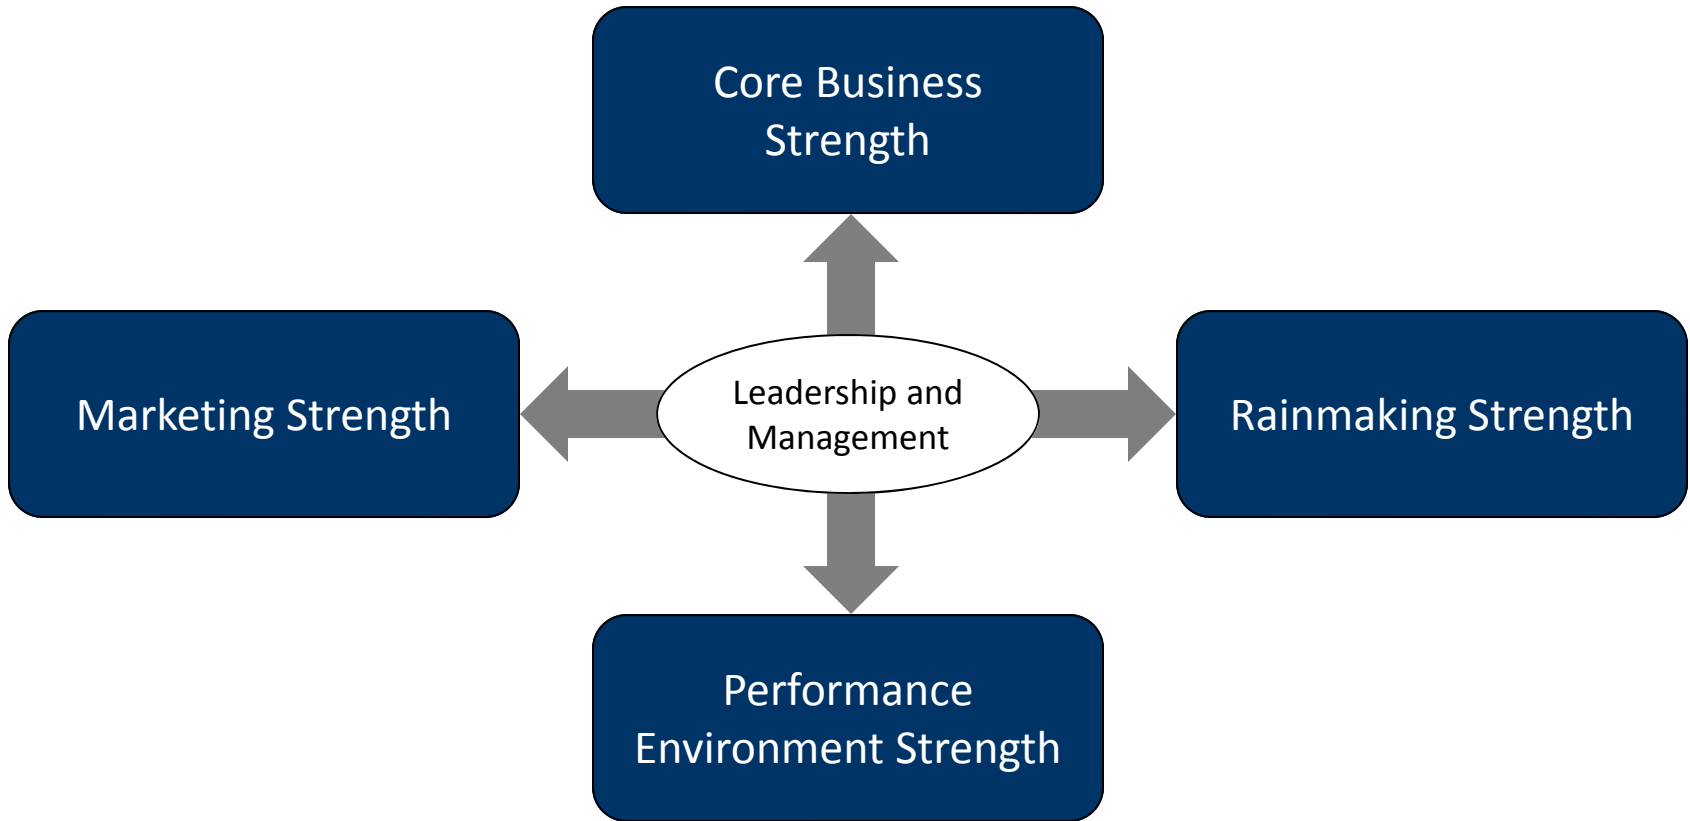 Core Business
Strength
Marketing Strength
Leadership and
Management
Rainmaking Strength
Performance
Environment Strength